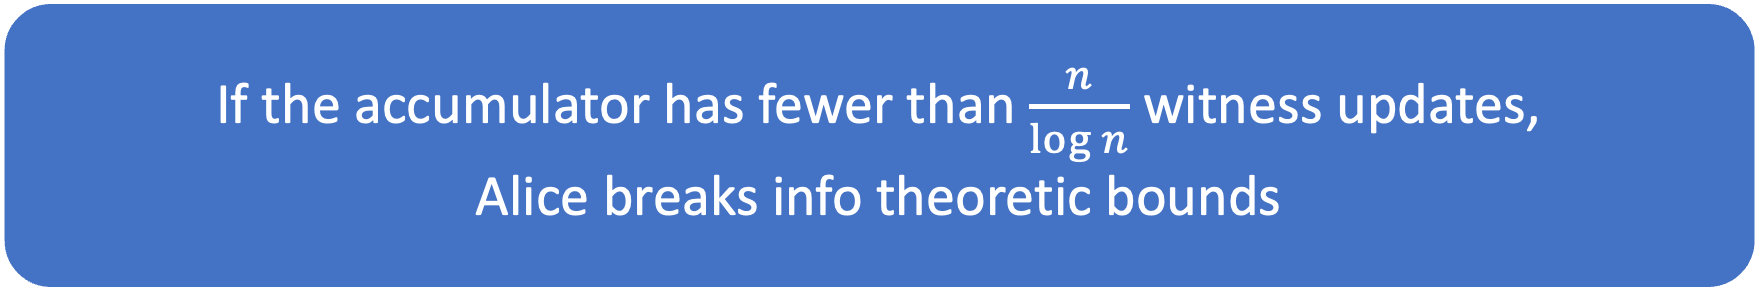 If the accumulator has fewer than n/log n witness updates,
Alice breaks info theoretic bounds